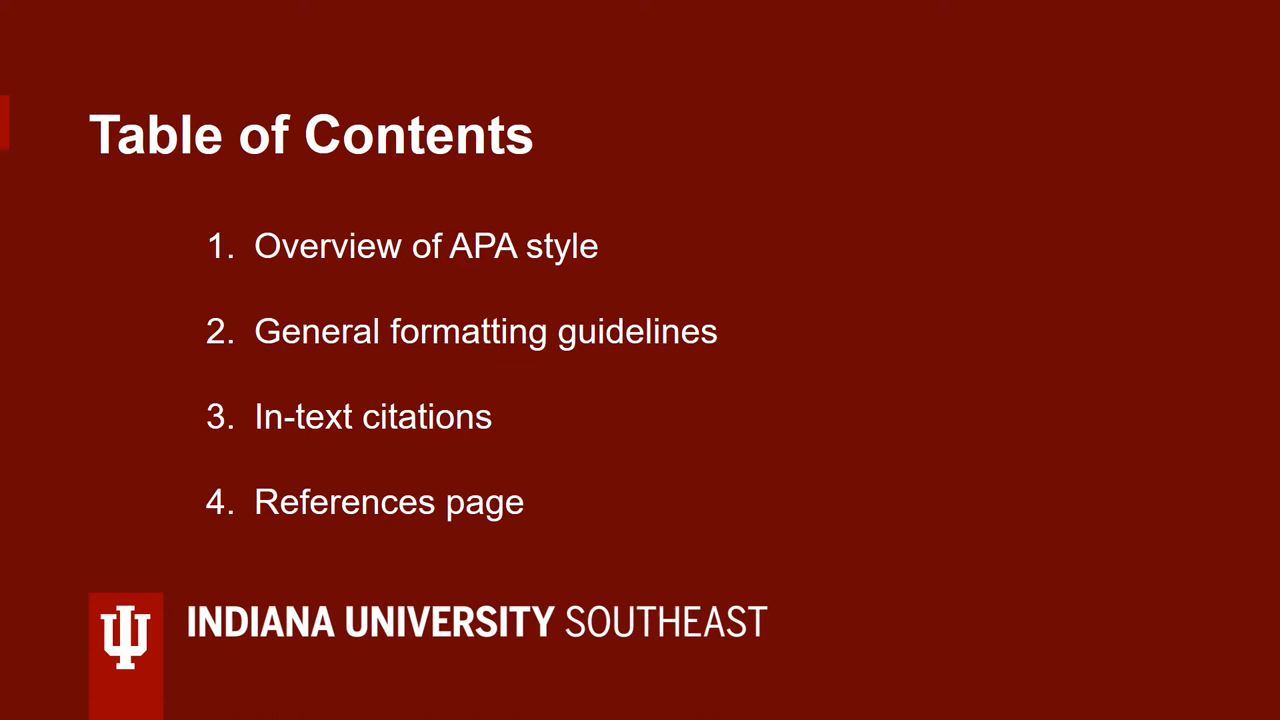 Table of Contents
1. Overview of APA style
2. General formatting guidelines
3. In-text citations
4. References page
INDIANA UNIVERSITY SOUTHEAST